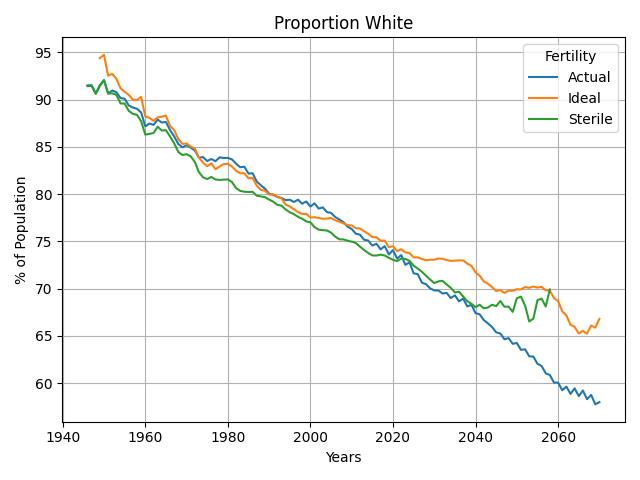 Proportion White
Fertility
Actual
Ideal
Sterile
% of Population
95
90
85
80
75
70
65
60
1940
1960
1980
2000
2020
2040
2060
Years